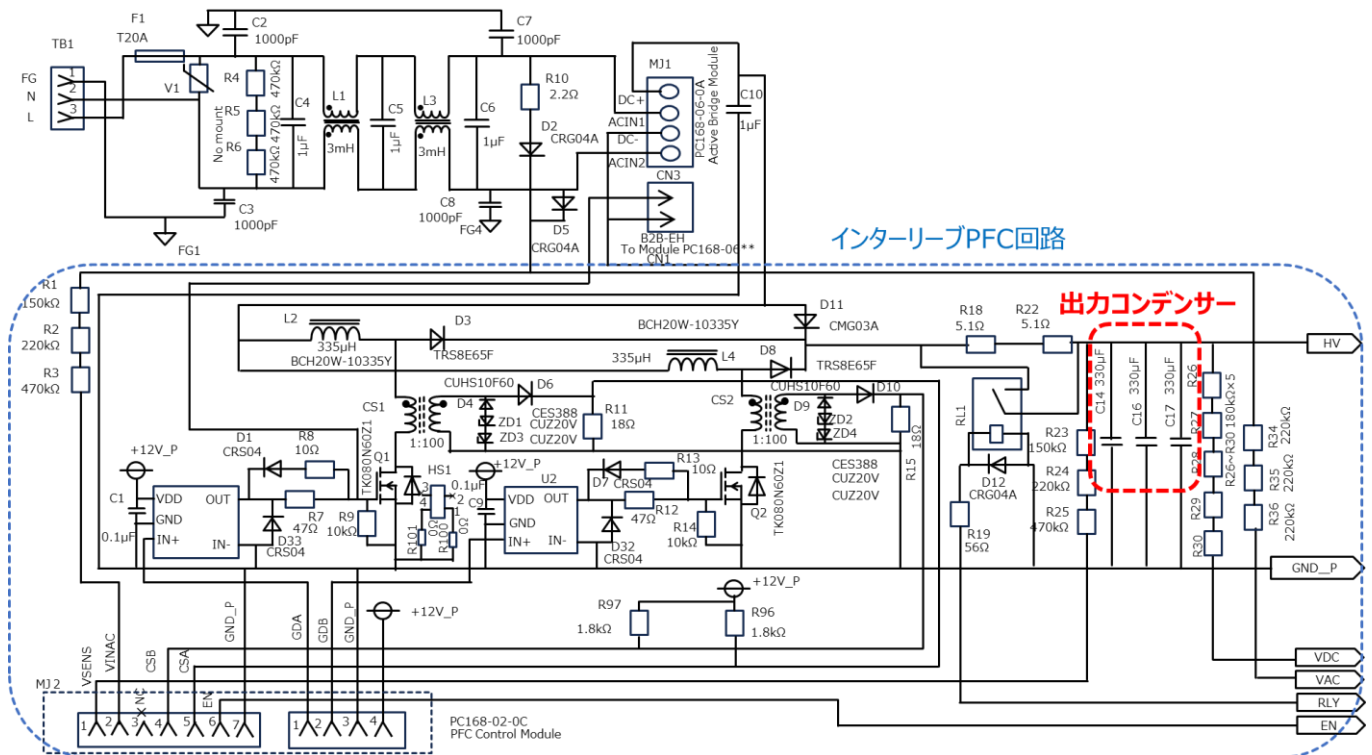 F1
T20A
TB1
FG
N
L
1
2
3
V1
C2
1000pF
C7
1000pF
R4
470kΩ
R5
470kΩ
R6
470kΩ
No mount
C4
1μF
L1
3mH
C5
1μF
L3
3mH
C6
1μF
R10
2.2Ω
D2
CRG04A
MJ1
DC+
ACIN1
DC-
ACIN2
PC168-06-0A
Active Bridge Module
C10
1μF
CN3
B2B-EH
To Module PC168-06**
CN1
C3
1000pF
FG1
C8
1000pF
FG4
D5
CRG04A
インターリーブPFC回路
出力コンデンサー
R1
150kΩ
R2
220kΩ
R3
470kΩ
L2
335μH
BCH20W-10335Y
D3
TRS8E65F
BCH20W-10335Y
335μH
L4
D11
CMG03A
D8
TRS8E65F
R18
5.1Ω
R22
5.1Ω
HV
CS1
1:100
CUHS10F60
D6
D4
ZD1
ZD3
CES388
CUZ20V
CUZ20V
R11
18Ω
CS2
1:100
CUHS10F60
D10
D9
ZD2
ZD4
CES388
CUZ20V
CUZ20V
18Ω
R15
RL1
D12
CRG04A
R19
56Ω
R23
150kΩ
R24
220kΩ
R25
470kΩ
C14 330μF
C16 330μF
C17 330μF
R26
R27
R28
R29
R30
R26~R30 180kΩ×5
R34
220kΩ
R35
220kΩ
R36
220kΩ
+12V_P
C1
0.1μF
VDD
GND
IN+
OUT
IN-
D1
CRS04
R8
10Ω
R7
47Ω
D33
CRS04
R9
10kΩ
TK080N60Z1
Q1
HS1
3
4
2
1
R101
0Ω
R100
0Ω
0.1μF
C9
+12V_P
U2
VDD
GND
IN+
OUT
IN-
D7
CRS04
R13
10Ω
R12
47Ω
D32
CRS04
R14
10kΩ
Q2
TK080N60Z1
GND__P
+12V_P
R97
1.8kΩ
R96
1.8kΩ
+12V_P
VSENS
VINAC
NC
CSB
CSA
EN
GND_P
GDA
GDB
GND_P
MJ2
1
2
3
4
5
6
7
1
2
3
4
PC168-02-0C
PFC Control Module
VDC
VAC
RLY
EN